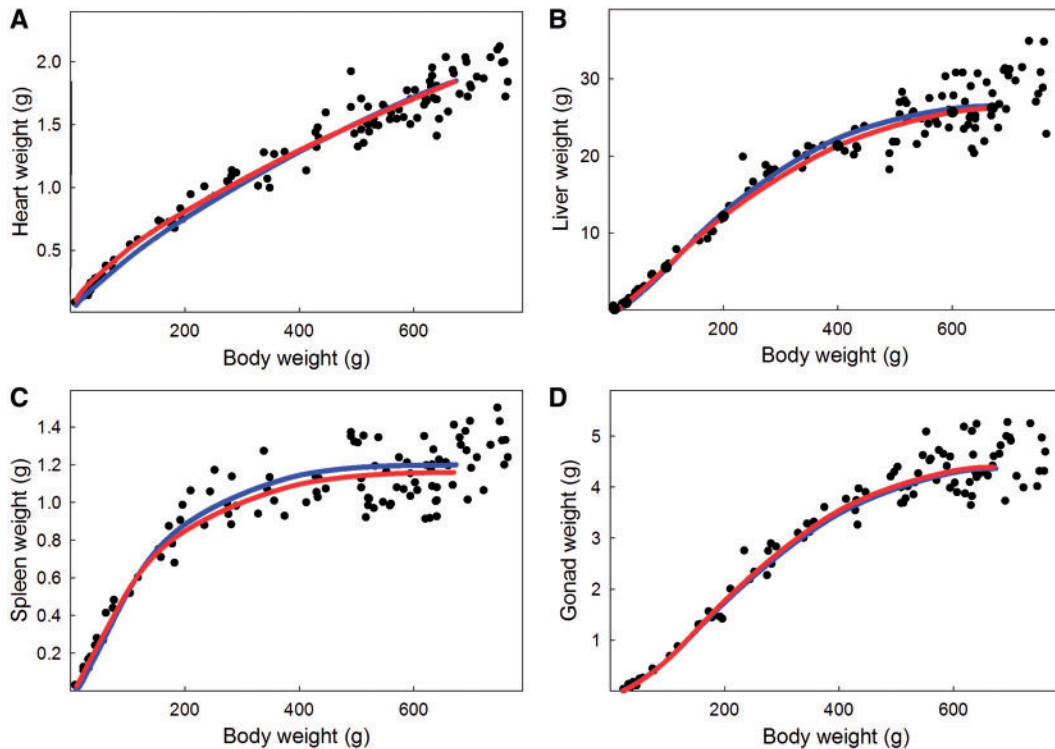 A
Heart weight (g)
2.0
1.5
1.0
0.5
200
400
600
Body weight (g)
B
Liver weight (g)
30
20
10
200
400
600
Body weight (g)
C
Spleen weight (g)
1.4
1.2
1.0
0.8
0.6
0.4
0.2
200
400
600
Body weight (g)
D
Gonad weight (g)
5
4
3
2
1
200
400
600
Body weight (g)